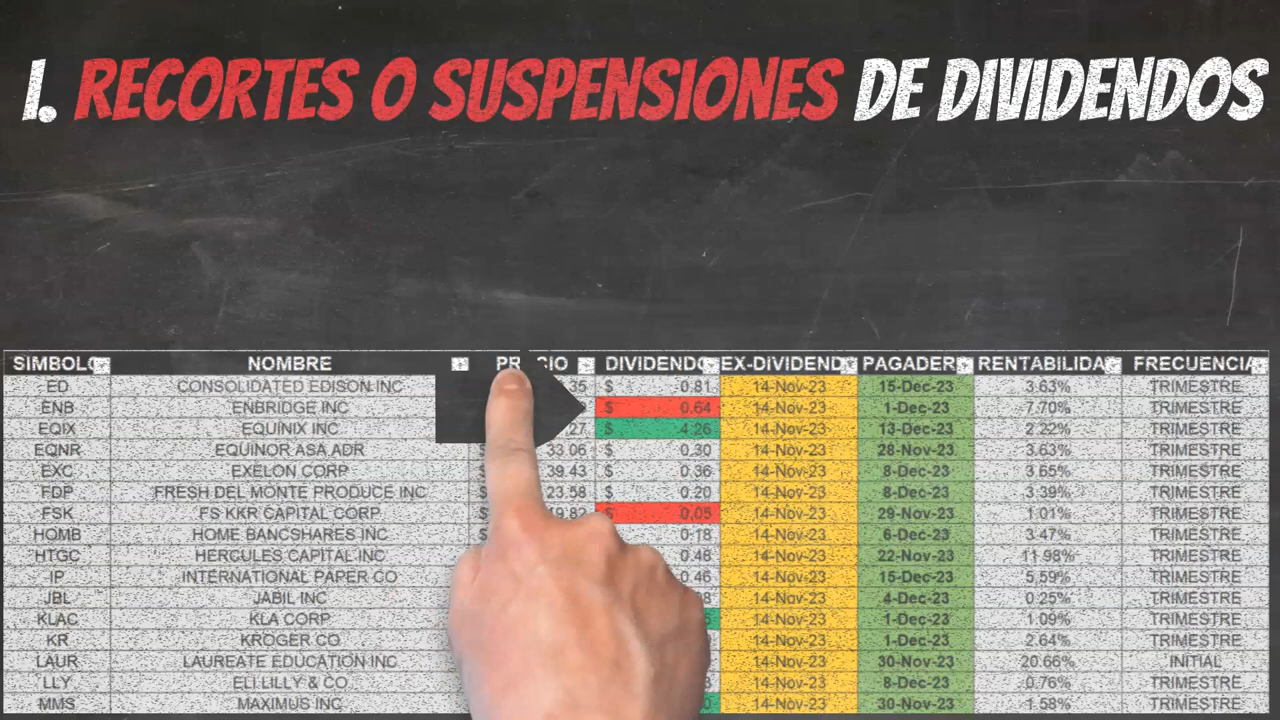 1. RECORTES O SUSPENSIONES DE DIVIDENDOS
SIMBOLO NOMBRE DIVIDENDO EX-DIVIDEND PAGADER RENTABILIDA FRECUENCIA
ED CONSOLIDATED EDISON INC 35 $ 0.81 14-Nov-23 15-Dec-23 3.63% TRIMESTRE
ENB ENBRIDGE INC $ 0.64 14-Nov-23 1-Dec-23 7.70% TRIMESTRE
EQIX EQUINIX INC .27 $ 4.26 14-Nov-23 13-Dec-23 2.22% TRIMESTRE
EQNR EQUINOR ASA ADR $ 33.06 $ 0.30 14-Nov-23 28-Nov-23 3.63% TRIMESTRE
EXC EXELON CORP $ 39.43 $ 0.36 14-Nov-23 8-Dec-23 3.65% TRIMESTRE
FDP FRESH DEL MONTE PRODUCE INC $ 23.58 $ 0.20 14-Nov-23 8-Dec-23 3.39% TRIMESTRE
FSK FS KKR CAPITAL CORP $ 19.82 $ 0.05 14-Nov-23 29-Nov-23 1.01% TRIMESTRE
HOMB HOME BANCSHARES INC 0.18 14-Nov-23 6-Dec-23 3.47% TRIMESTRE
HTGC HERCULES CAPITAL INC 0.48 14-Nov-23 22-Nov-23 11.98% TRIMESTRE
IP INTERNATIONAL PAPER CO 0.46 14-Nov-23 15-Dec-23 5.59% TRIMESTRE
JBL JABIL INC 14-Nov-23 4-Dec-23 0.25% TRIMESTRE
KLAC KLA CORP 14-Nov-23 1-Dec-23 1.09% TRIMESTRE
KR KROGER CO 14-Nov-23 1-Dec-23 2.64% TRIMESTRE
LAUR LAUREATE EDUCATION INC 14-Nov-23 30-Nov-23 20.66% INITIAL
LLY ELI LILLY & CO 14-Nov-23 8-Dec-23 0.76% TRIMESTRE
MMS MAXIMUS INC 14-Nov-23 30-Nov-23 1.58% TRIMESTRE